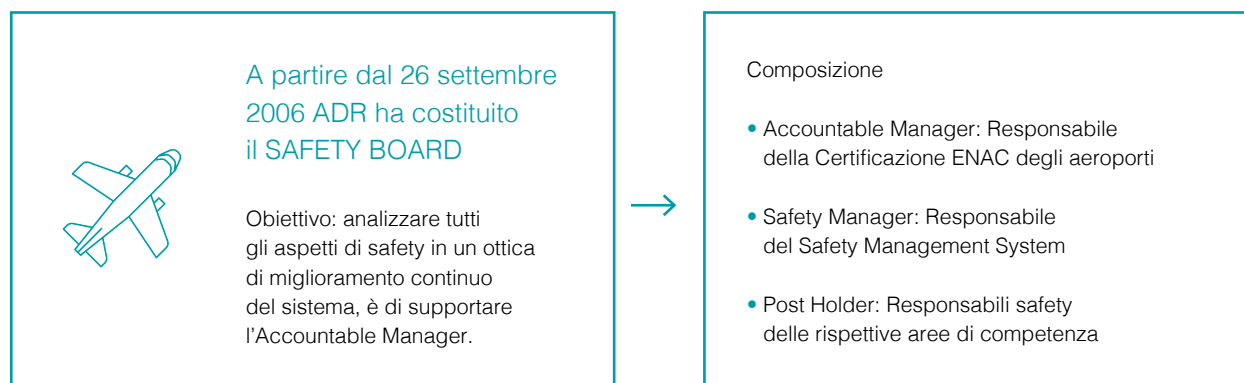 A partire dal 26 settembre
2006 ADR ha costituito
il SAFETY BOARD
Obiettivo: analizzare tutti
gli aspetti di safety in un ottica
di miglioramento continuo
del sistema, è di supportare
l’Accountable Manager.
Composizione
• Accountable Manager: Responsabile
della Certificazione ENAC degli aeroporti
• Safety Manager: Responsabile
del Safety Management System
• Post Holder: Responsabili safety
delle rispettive aree di competenza